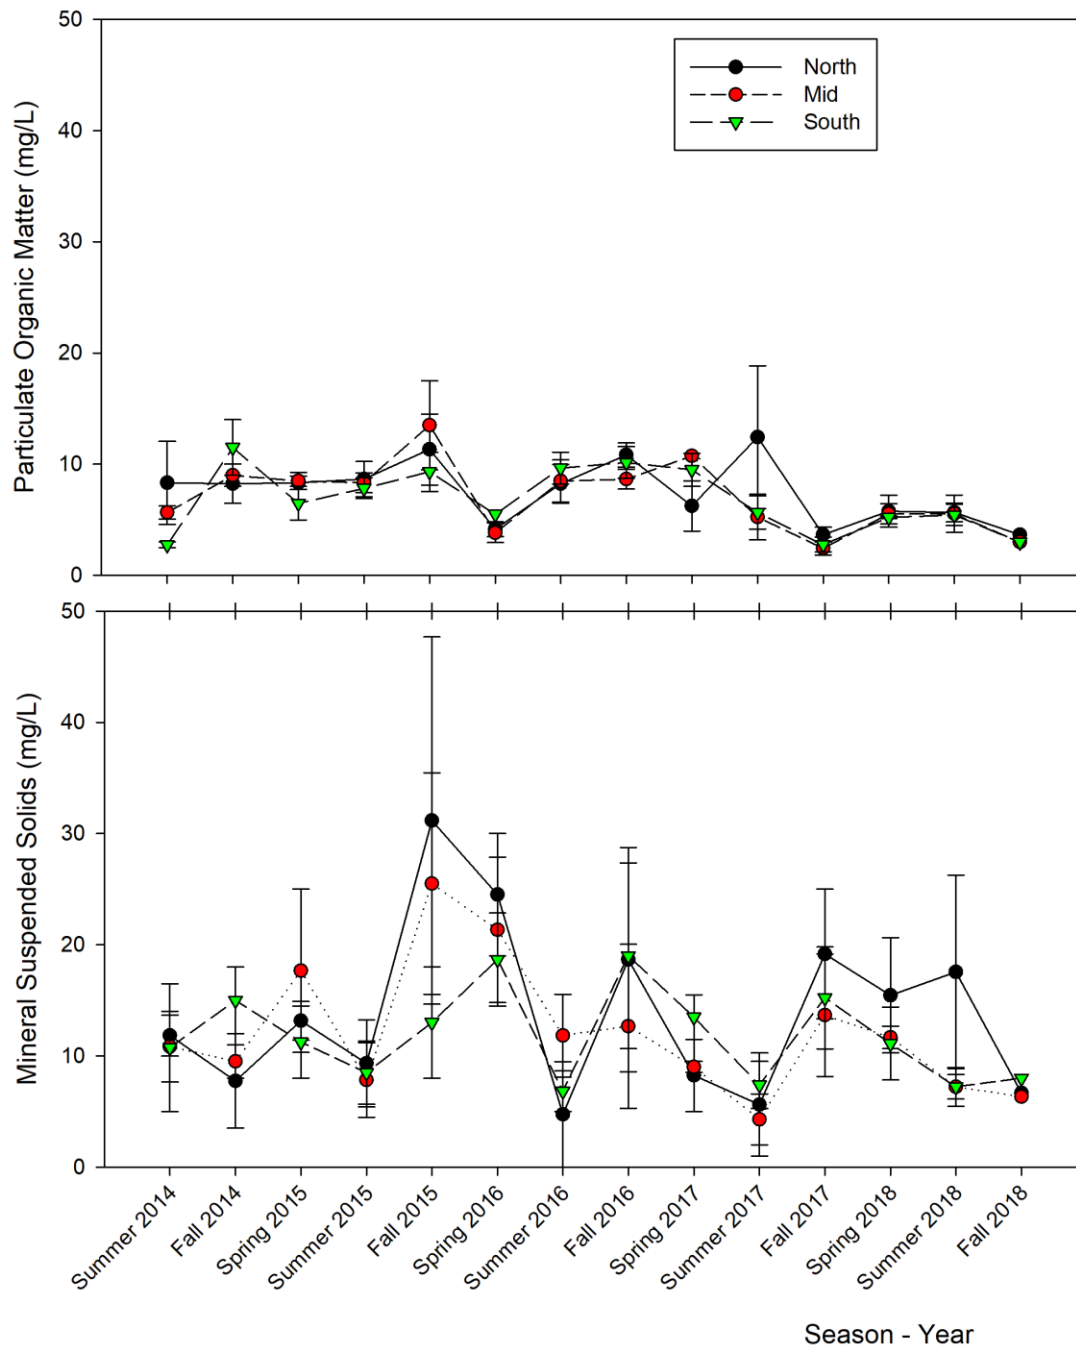 50
40
30
20
10
0
Particulate Organic Matter (mg/L)
North
Mid
South
50
40
30
20
10
0
Mineral Suspended Solids (mg/L)
Summer 2014
Fall 2014
Spring 2015
Summer 2015
Fall 2015
Spring 2016
Summer 2016
Fall 2016
Spring 2017
Summer 2017
Fall 2017
Spring 2018
Summer 2018
Fall 2018
Season - Year